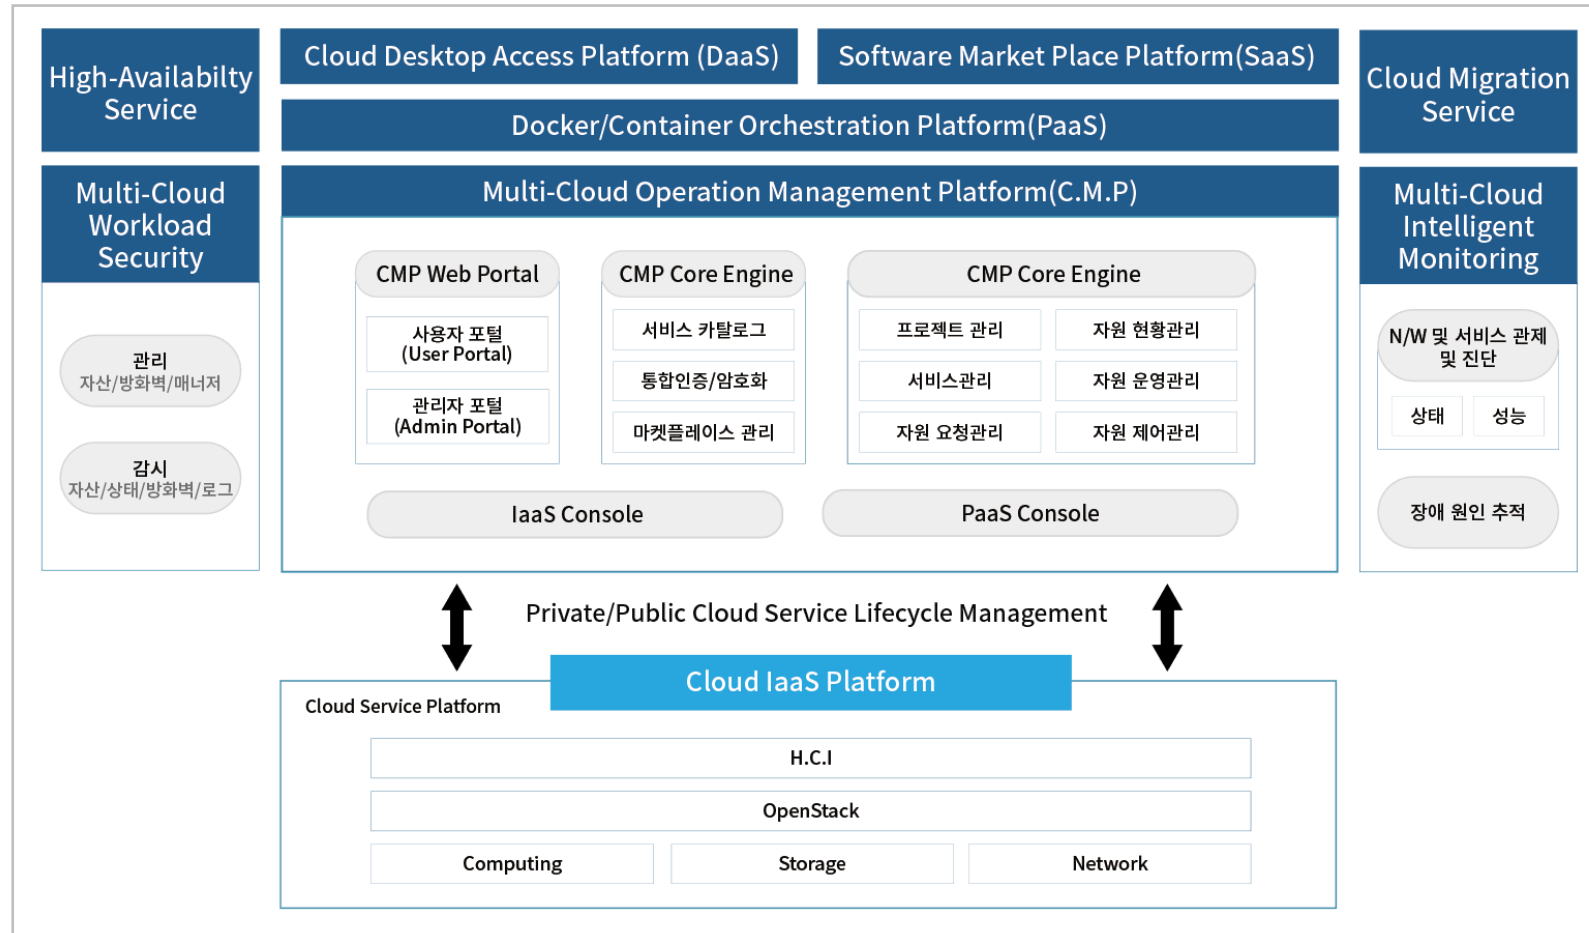 High-Availabilty
Service
Cloud Desktop Access Platform (DaaS)
Software Market Place Platform(SaaS)
Cloud Migration
Service
Docker/Container Orchestration Platform(PaaS)
Multi-Cloud
Workload
Security
관리
자산/방화벽/매너저
감시
자산/상태/방화벽/로그
Multi-Cloud Operation Management Platform(C.M.P)
CMP Web Portal
사용자 포털
(User Portal)
관리자 포털
(Admin Portal)
CMP Core Engine
서비스 카탈로그
통합인증/암호화
마켓플레이스 관리
CMP Core Engine
프로젝트 관리
자원 현황관리
서비스관리
자원 운영관리
자원 요청관리
자원 제어관리
IaaS Console
PaaS Console
Multi-Cloud
Intelligent
Monitoring
N/W 및 서비스 관제
및 진단
상태
성능
장애 원인 추적
Private/Public Cloud Service Lifecycle Management
Cloud IaaS Platform
Cloud Service Platform
H.C.I
OpenStack
Computing
Storage
Network